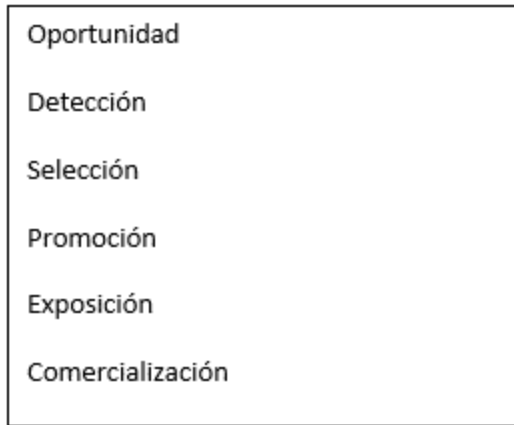 Oportunidad
Detección
Selección
Promoción
Exposición
Comercialización